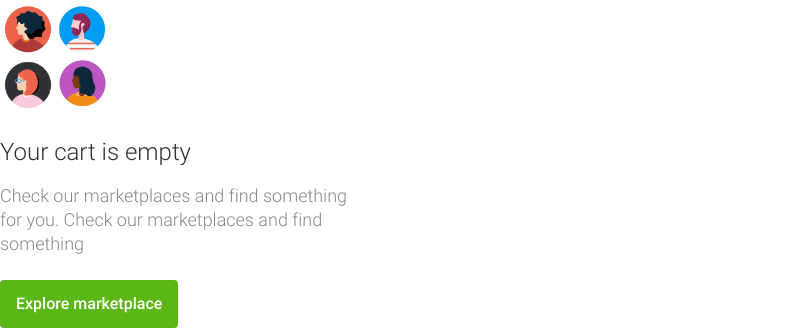 Your cart is empty
Check our marketplaces and find something
for you. Check our marketplaces and find
something
Explore marketplace